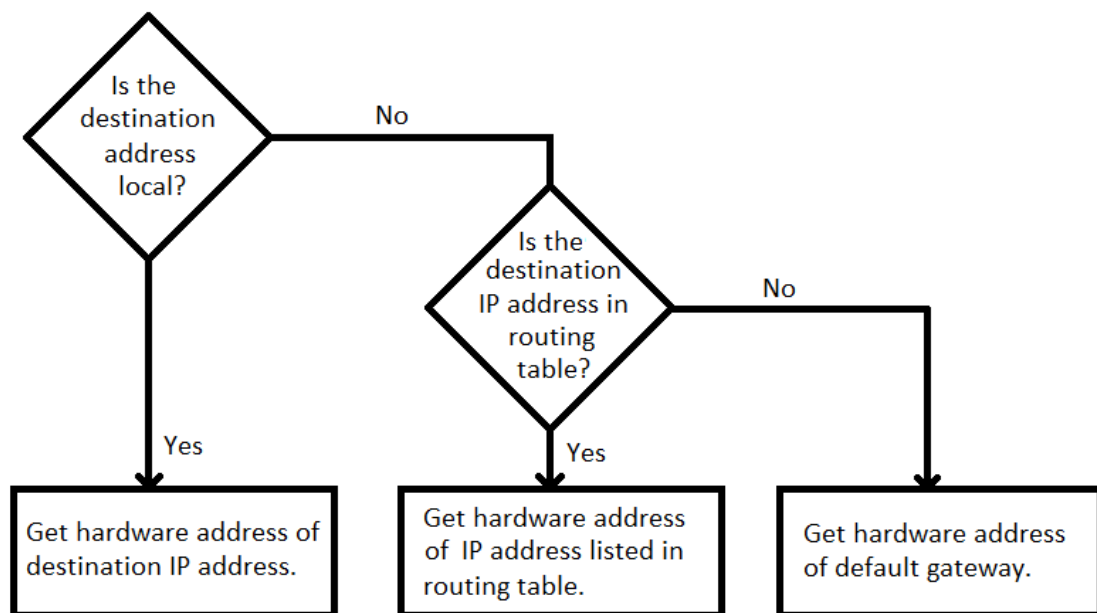 Is the
destination
address
local?
No
Is the
destination
IP address in
routing
table?
No
Yes
Yes
Get hardware address of
destination IP address.
Get hardware address
of IP address listed in
routing table.
Get hardware address
of default gateway.